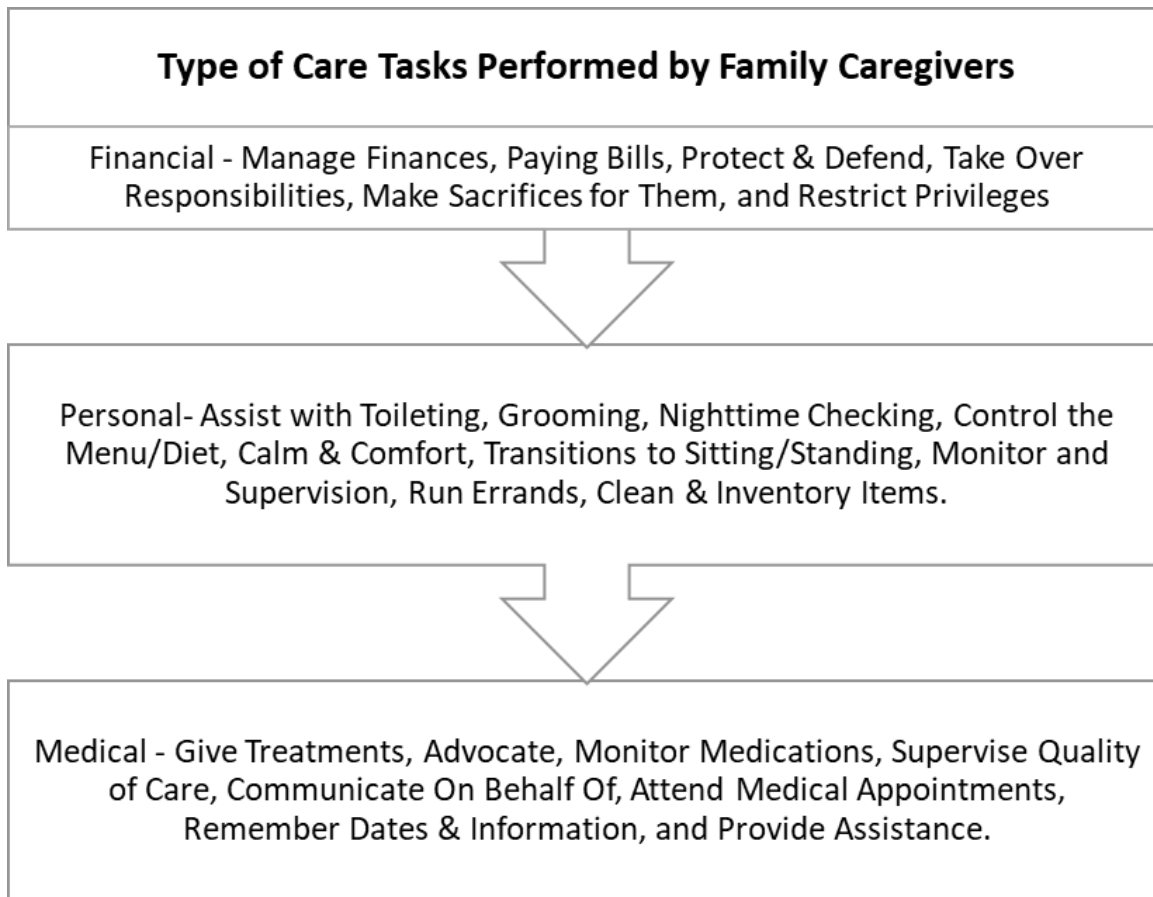 Type of Care Tasks Performed by Family Caregivers
Financial - Manage Finances, Paying Bills, Protect & Defend, Take Over
Responsibilities, Make Sacrifices for Them, and Restrict Privileges
Personal- Assist with Toileting, Grooming, Nighttime Checking, Control the
Menu/Diet, Calm & Comfort, Transitions to Sitting/Standing, Monitor and
Supervision, Run Errands, Clean & Inventory Items.
Medical - Give Treatments, Advocate, Monitor Medications, Supervise Quality
of Care, Communicate On Behalf Of, Attend Medical Appointments,
Remember Dates & Information, and Provide Assistance.